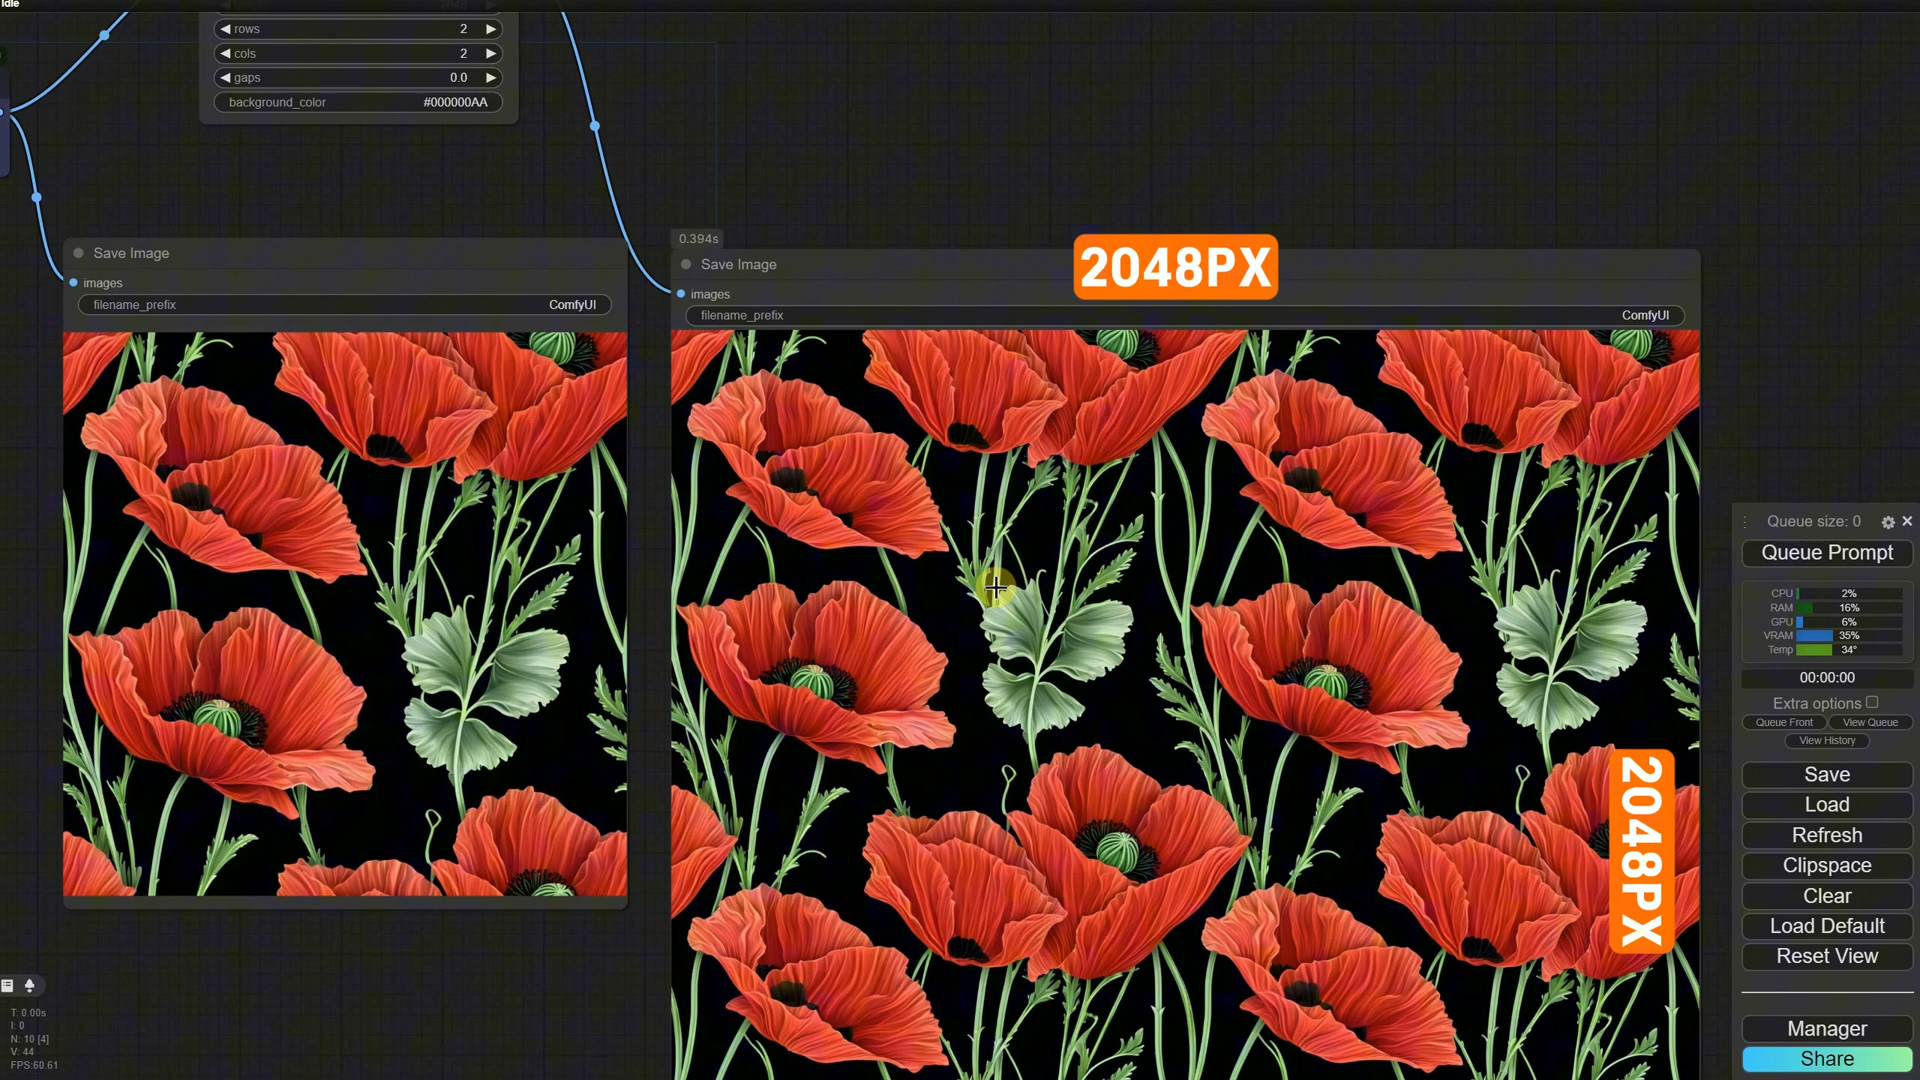 Idle
rows 2
cols 2
gaps 0.0
background_color #000000AA
0.394s
Save Image
images
filename_prefix ComfyUI
Save Image
images
filename_prefix ComfyUI
2048PX
2048PX
Queue size: 0
Queue Prompt
CPU 2%
RAM 16%
GPU 6%
VRAM 35%
Temp 34°
00:00:00
Extra options
Queue Front View Queue
View History
Save
Load
Refresh
Clipspace
Clear
Load Default
Reset View
Manager
Share
T: 0.00s
I: 0
N: 10 [4]
V: 44
FPS:60.61